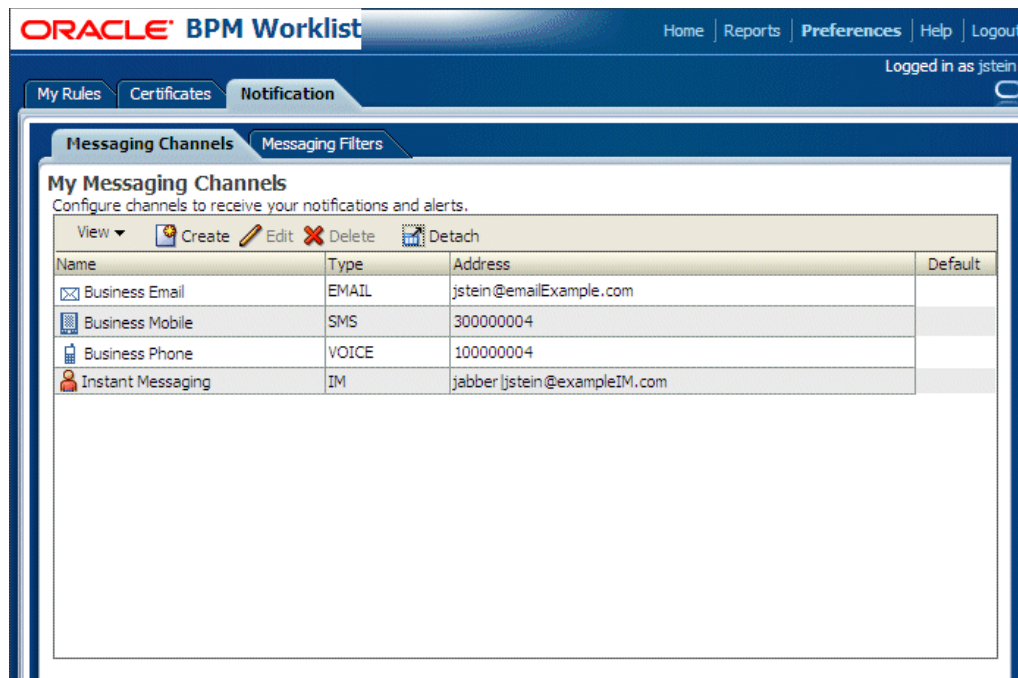 ORACLE BPM Worklist
Home Reports Preferences Help Logout
Logged in as jstein
My Rules Certificates Notification
Messaging Channels Messaging Filters
My Messaging Channels
Configure channels to receive your notifications and alerts.
View Create Edit Delete Detach
Name Type Address Default
Business Email EMAIL jstein@emailExample.com
Business Mobile SMS 300000004
Business Phone VOICE 100000004
Instant Messaging IM jabber|jstein@exampleIM.com